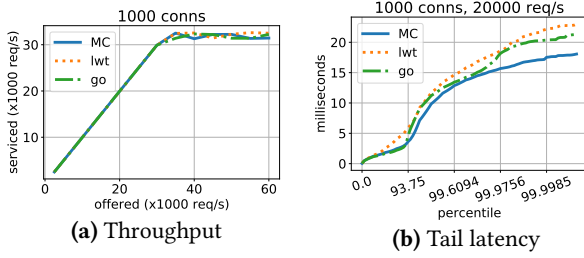 1000 conns
serviced (x1000 req/s)
30
20
10
MC
lwt
go
0
20
40
60
offered (x1000 req/s)
(a) Throughput
1000 conns, 20000 req/s
milliseconds
20
15
10
5
0
MC
lwt
go
0.0
93.75
99.6094
99.9756
99.9985
percentile
(b) Tail latency